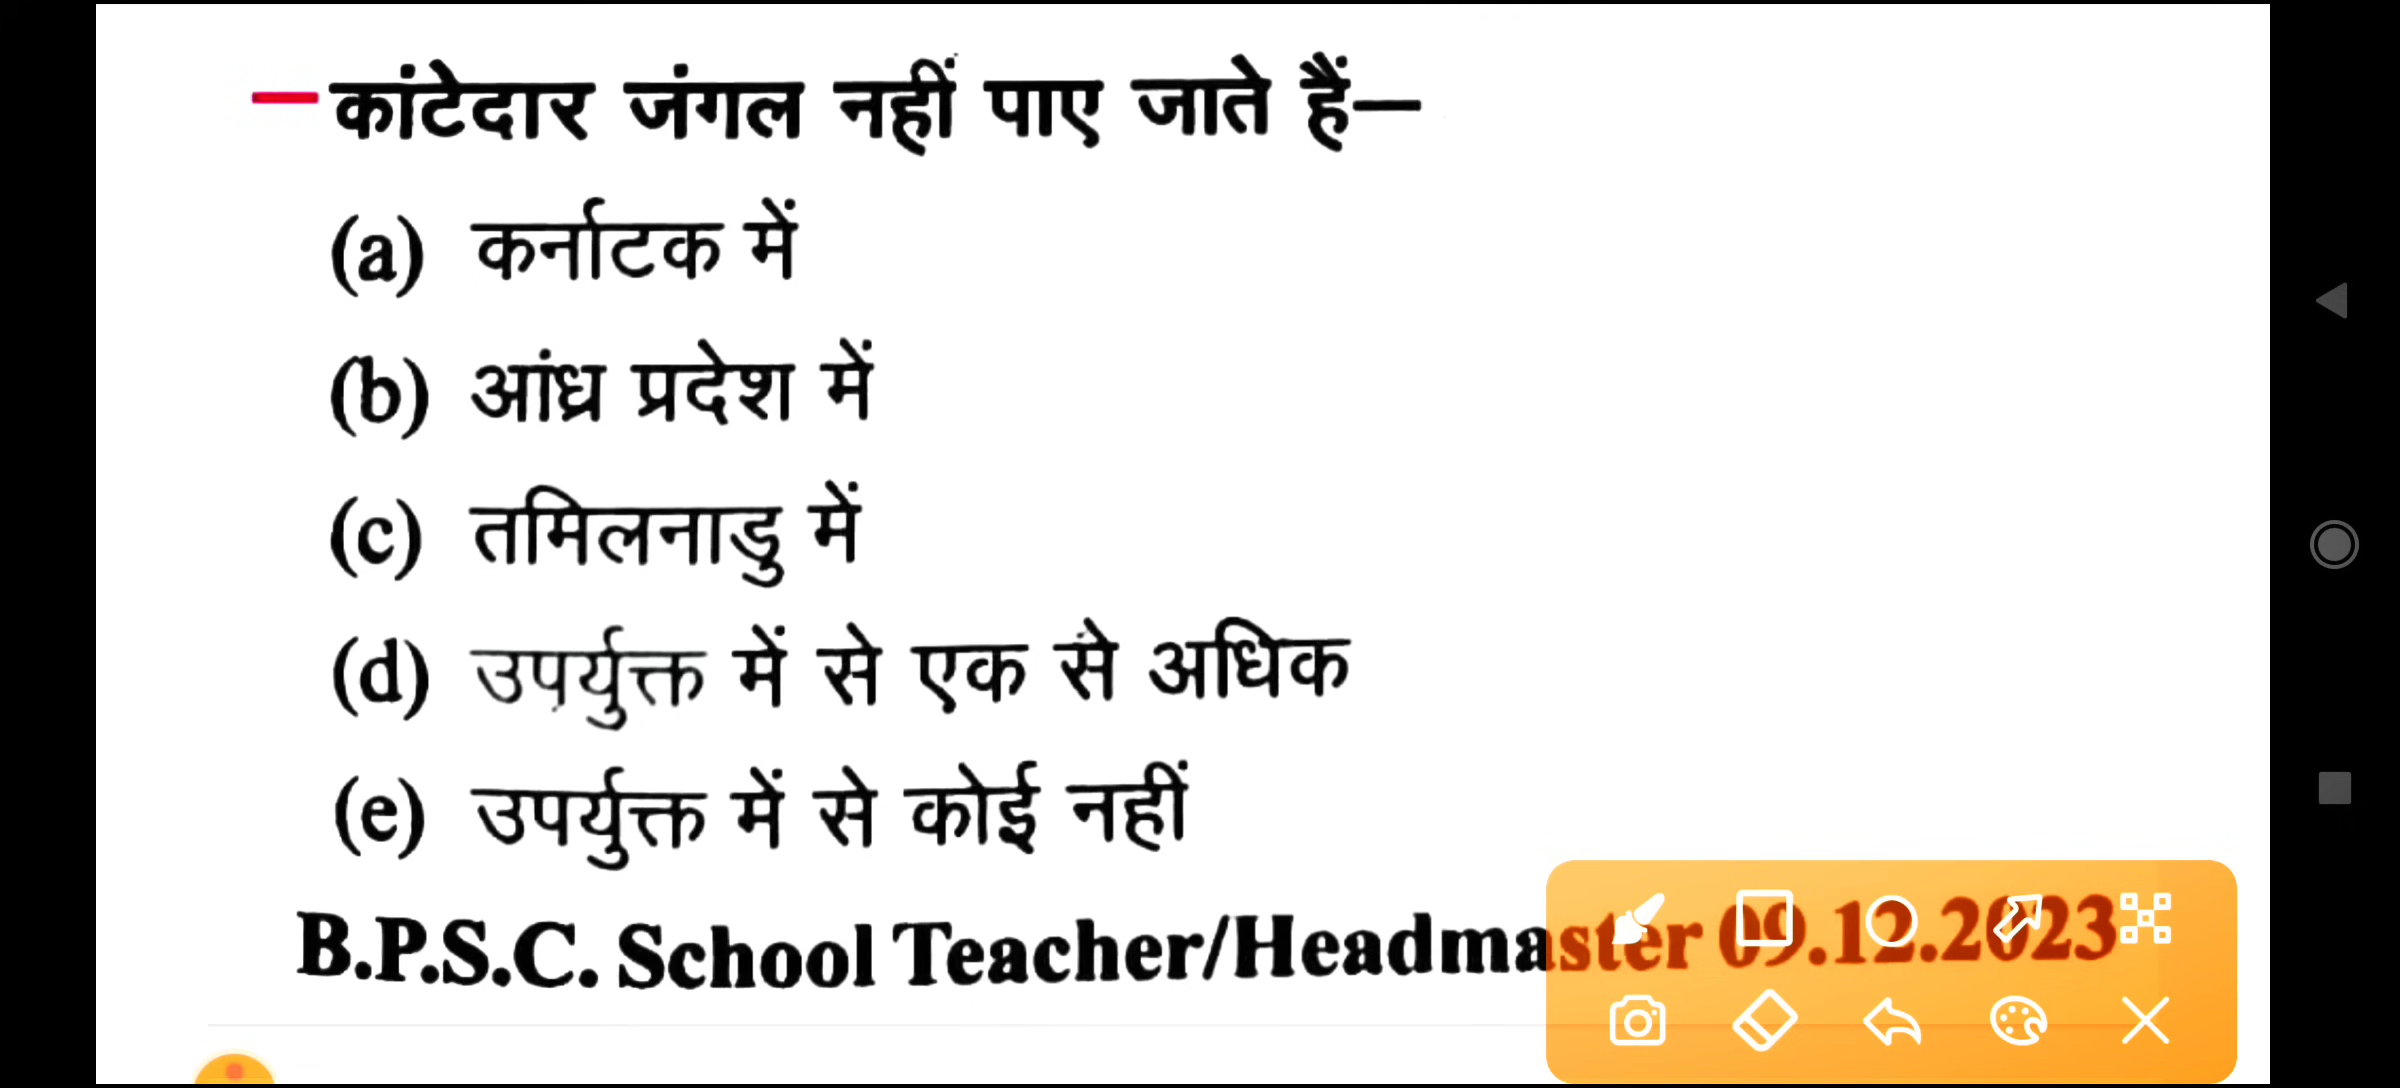 कांटेदार जंगल नहीं पाए जाते हैं—
(a) कर्नाटक में
(b) आंध्र प्रदेश में
(c) तमिलनाडु में
(d) उपर्युक्त में से एक से अधिक
(e) उपर्युक्त में से कोई नहीं
B.P.S.C. School Teacher/Headmaster 09.12.2023